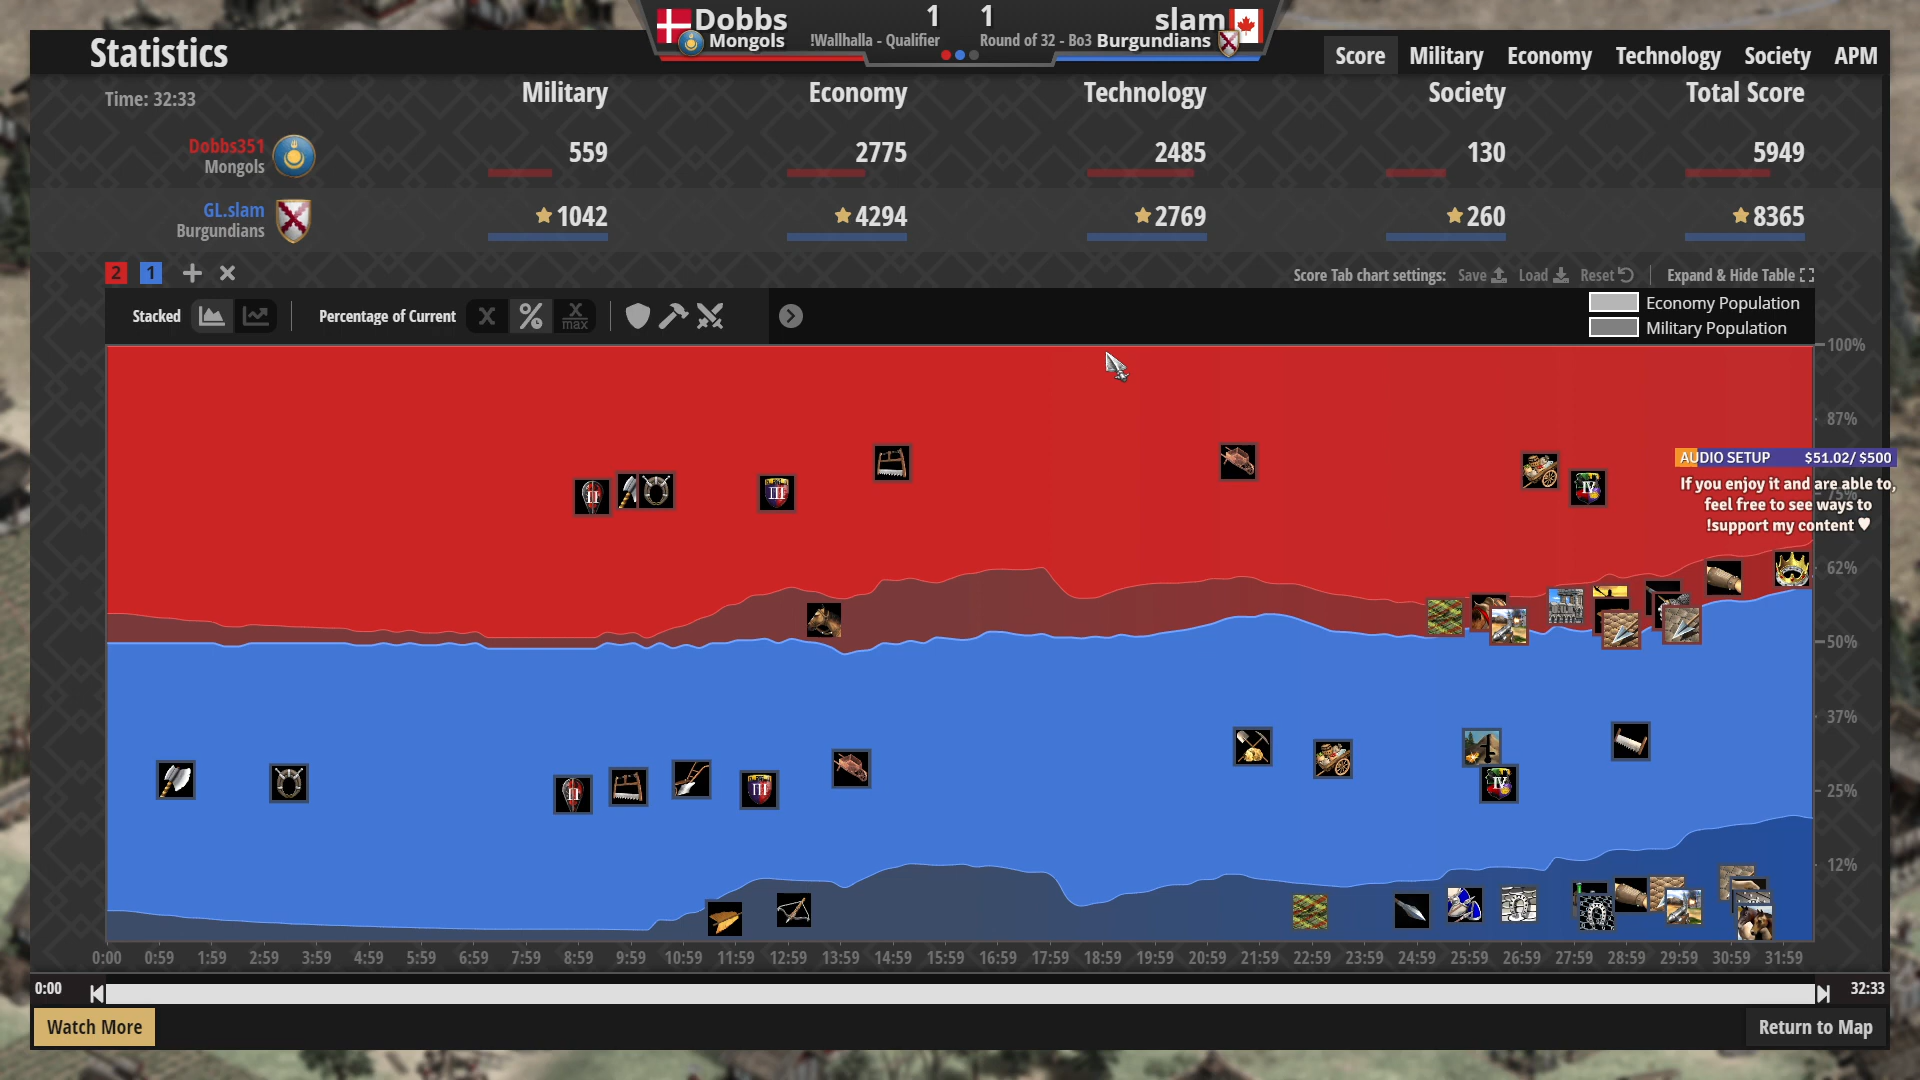 Dobbs
1
1
slam
Mongols
!Wallhalla - Qualifier
Round of 32 - Bo3
Burgundians
Statistics
Score
Military
Economy
Technology
Society
APM
Time: 32:33
Military
Economy
Technology
Society
Total Score
Dobbs351
Mongols
559
2775
2485
130
5949
GL.slam
Burgundians
1042
4294
2769
260
8365
2
1
Score Tab chart settings:
Save
Load
Reset
Expand & Hide Table
Stacked
Percentage of Current
X
%
X
max
Economy Population
Military Population
100%
87%
AUDIO SETUP
$51.02/ $500
If you enjoy it and are able to,
75%
feel free to see ways to
!support my content ♥
II
III
IV
62%
50%
37%
II
III
IV
25%
12%
0:00
0:59
1:59
2:59
3:59
4:59
5:59
6:59
7:59
8:59
9:59
10:59
11:59
12:59
13:59
14:59
15:59
16:59
17:59
18:59
19:59
20:59
21:59
22:59
23:59
24:59
25:59
26:59
27:59
28:59
29:59
30:59
31:59
0:00
32:33
Watch More
Return to Map